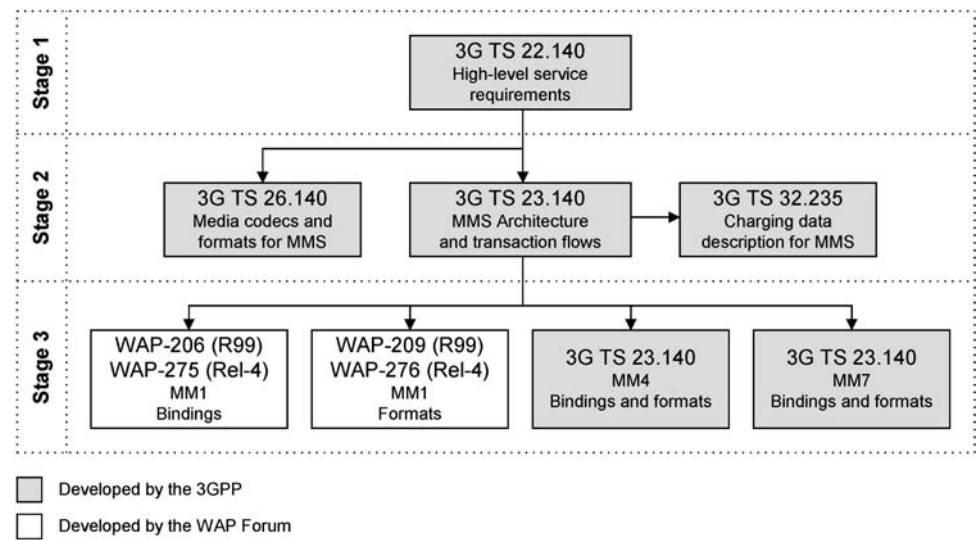 Stage 1
3G TS 22.140
High-level service
requirements
Stage 2
3G TS 26.140
Media codecs and
formats for MMS
3G TS 23.140
MMS Architecture
and transaction flows
3G TS 32.235
Charging data
description for MMS
Stage 3
WAP-206 (R99)
WAP-275 (Rel-4)
MM1
Bindings
WAP-209 (R99)
WAP-276 (Rel-4)
MM1
Formats
3G TS 23.140
MM4
Bindings and formats
3G TS 23.140
MM7
Bindings and formats
Developed by the 3GPP
Developed by the WAP Forum